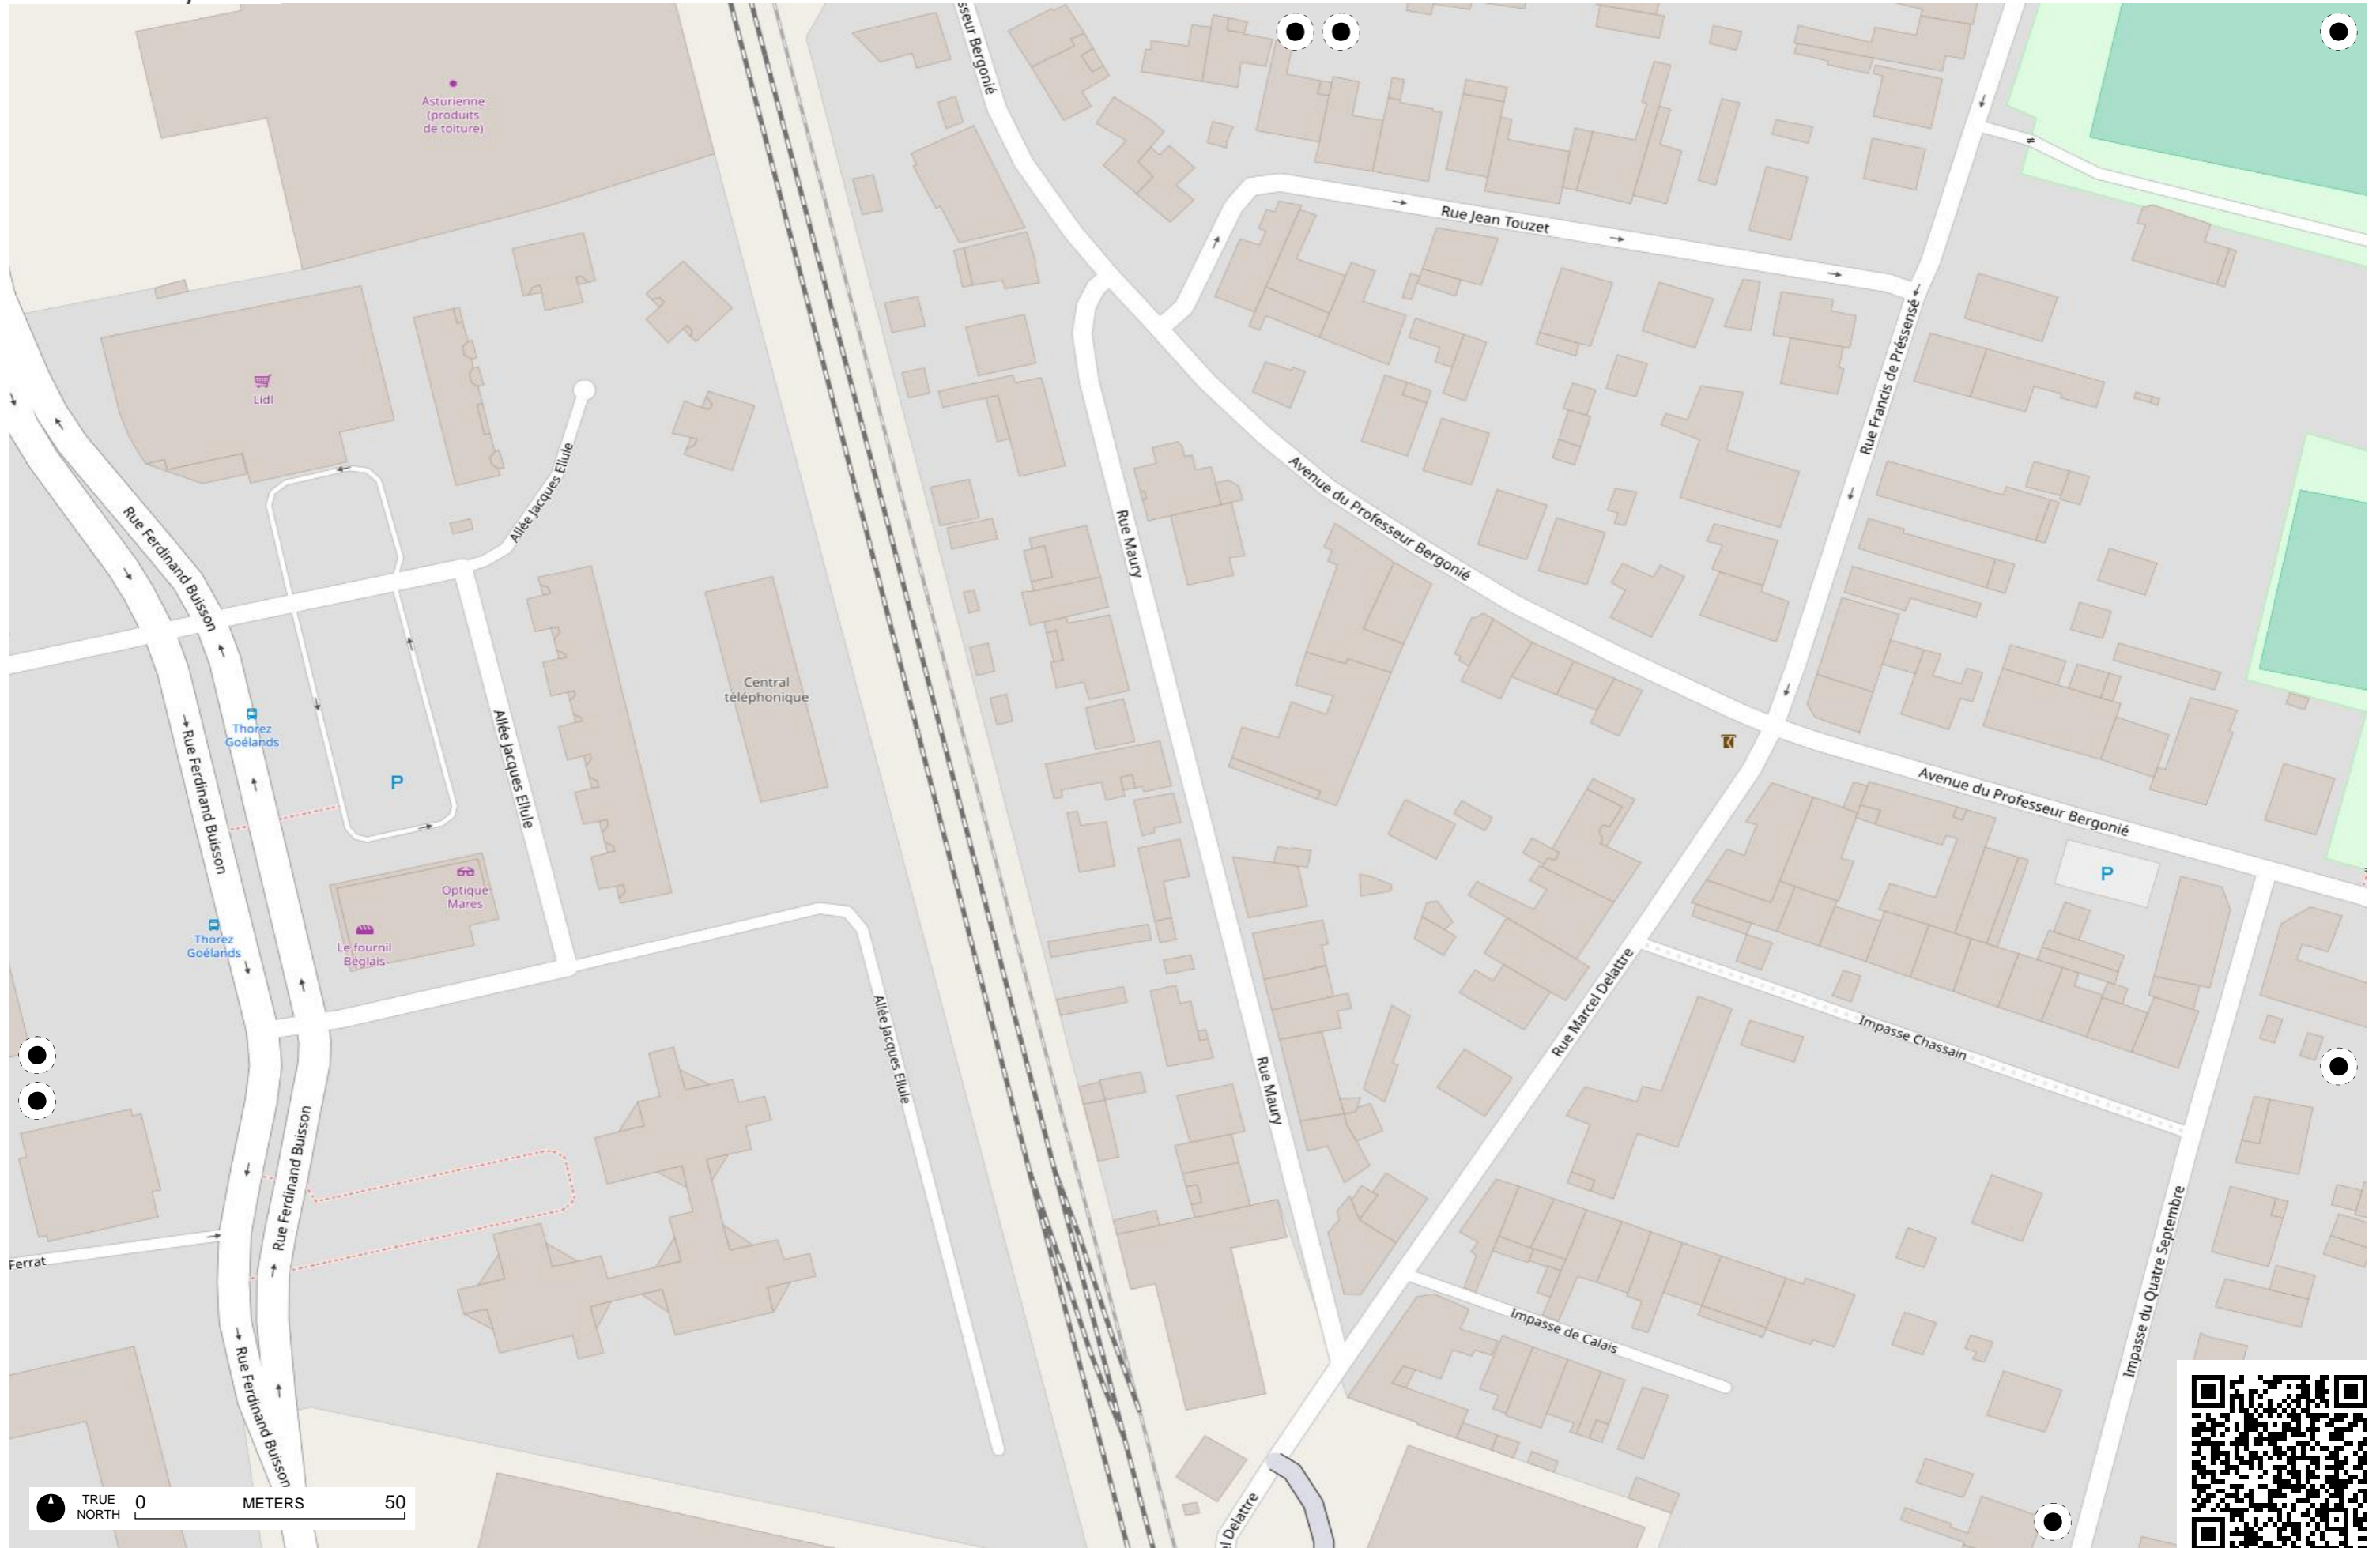 sseur Bergonié
Asturienne
(produits
de toiture)
Rue Jean Touzet
Rue Francis de Préssensé
Lidl
Allée Jacques Ellule
Rue Ferdinand Buisson
Avenue du Professeur Bergonié
Rue Maury
Central
téléphonique
Thorez
Goélands
P
Rue Ferdinand Buisson
Allée Jacques Ellule
Avenue du Professeur Bergonié
P
Optique
Mares
Le fournil
Béglais
Thorez
Goélands
Rue Marcel Delattre
Impasse Chassain
Allée Jacques Ellule
Rue Maury
Rue Ferdinand Buisson
Ferrat
Impasse du Quatre Septembre
Impasse de Calais
Rue Ferdinand Buisson
TRUE
NORTH
0 METERS 50
el Delattre